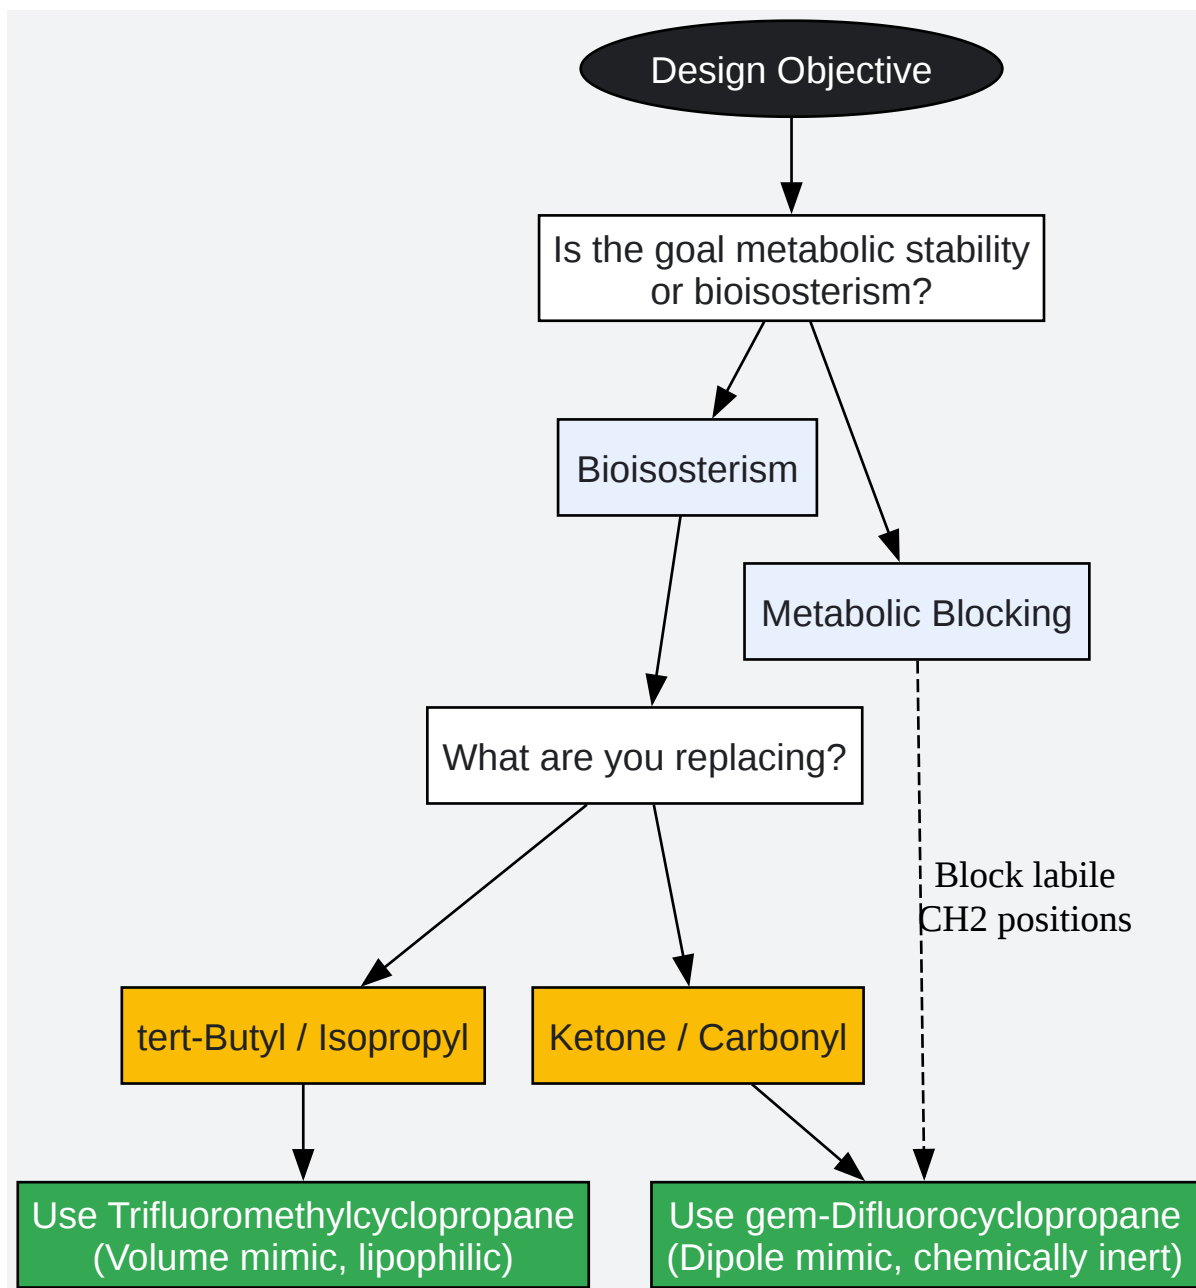 Design Objective
Is the goal metabolic stability
or bioisosterism?
Bioisosterism
Metabolic Blocking
What are you replacing?
Block labile
CH2 positions
tert-Butyl / Isopropyl
Ketone / Carbonyl
Use Trifluoromethylcyclopropane
(Volume mimic, lipophilic)
Use gem-Difluorocyclopropane
(Dipole mimic, chemically inert)